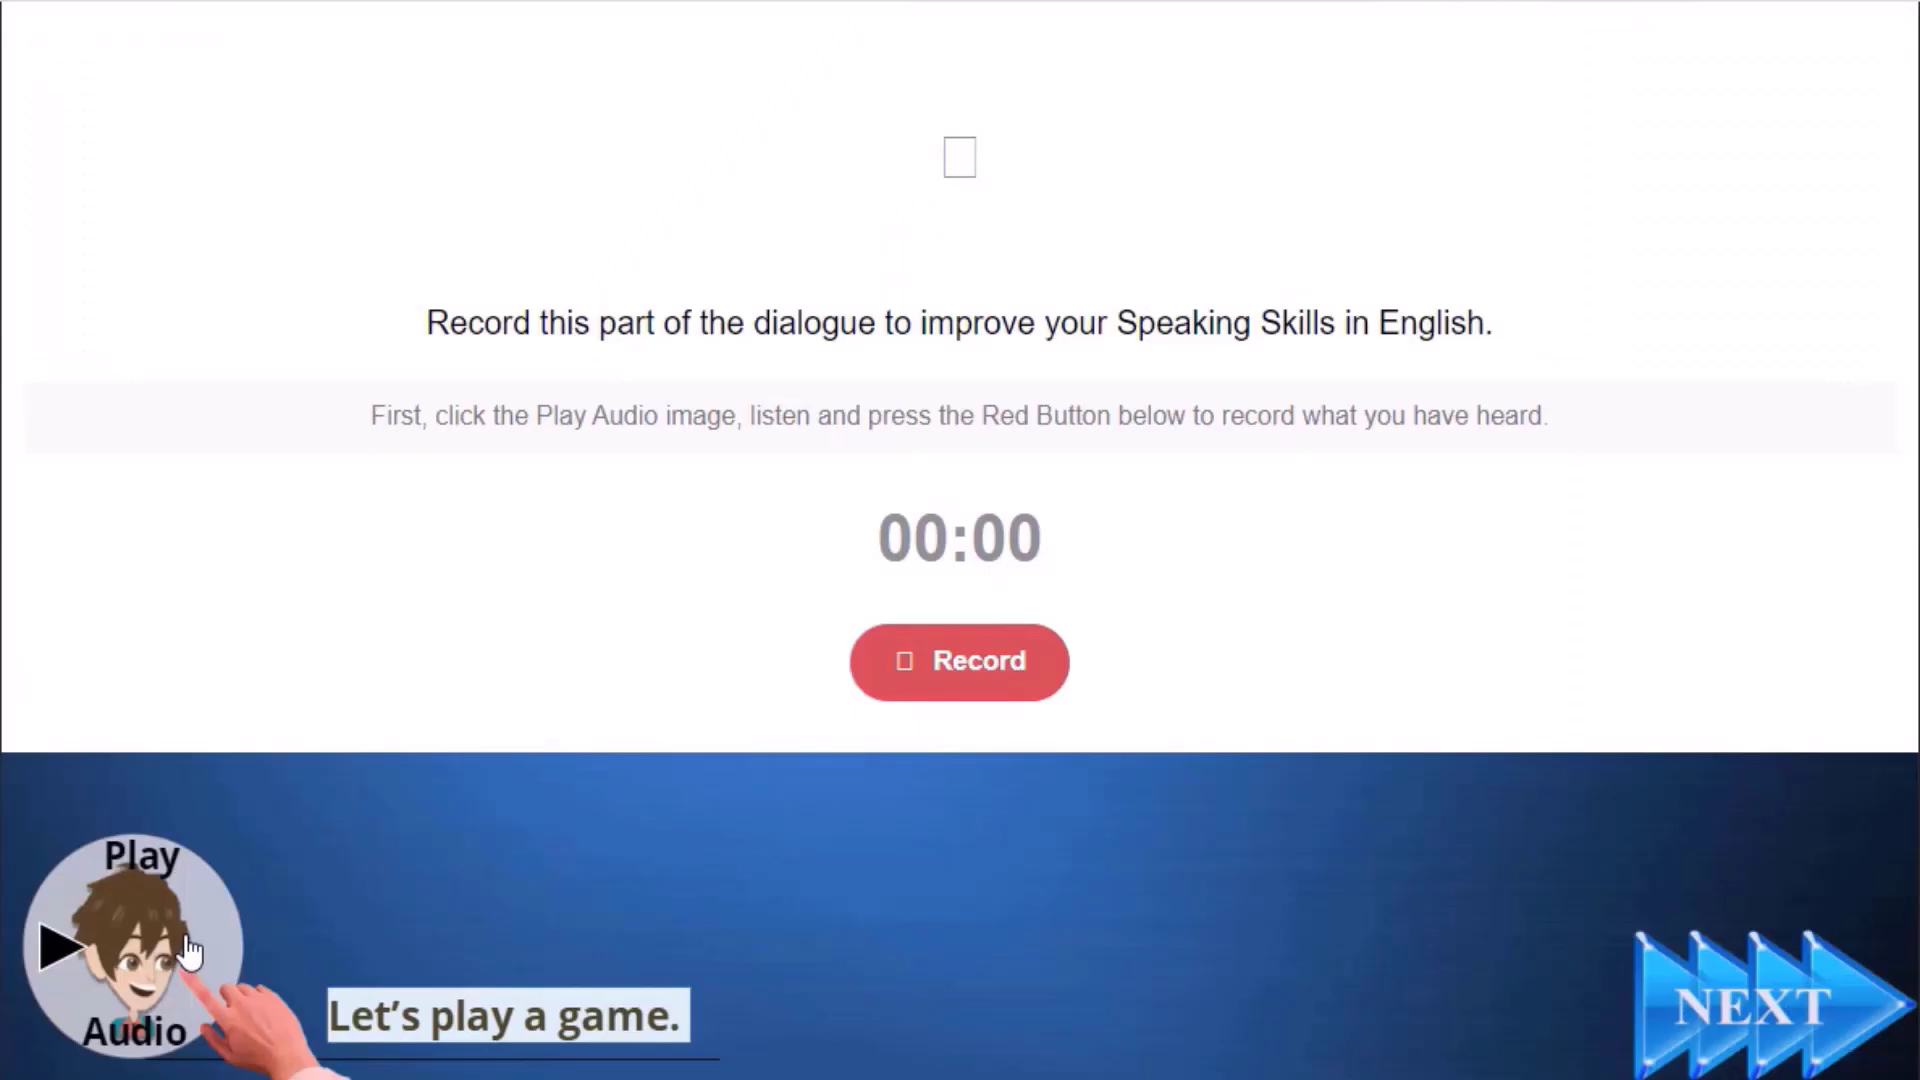 Record this part of the dialogue to improve your Speaking Skills in English.
First, click the Play Audio image, listen and press the Red Button below to record what you have heard.
00:00
Record
Play
Audio
Let’s play a game.
NEXT